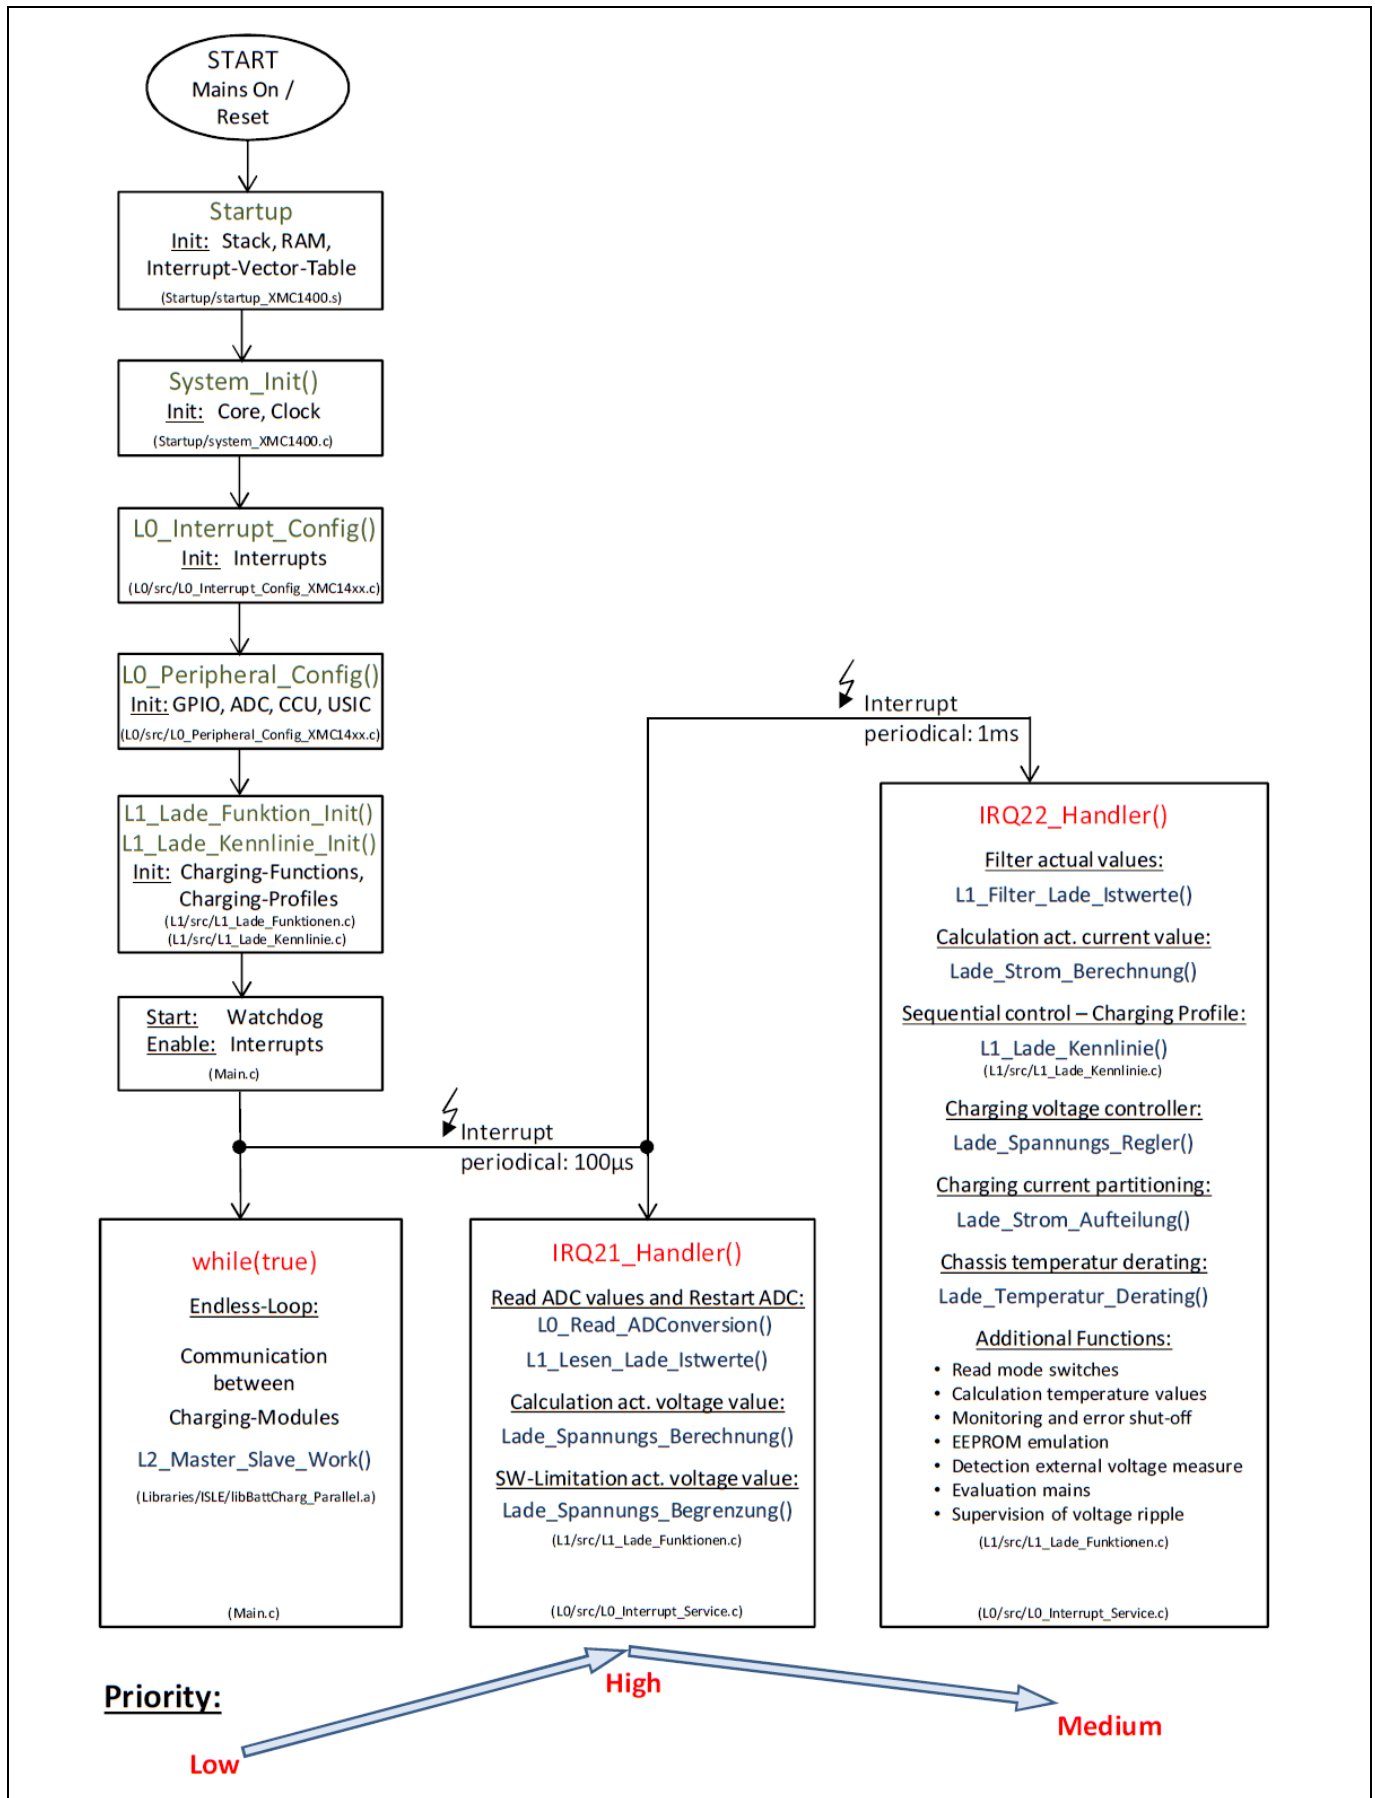 START
Mains On /
Reset
Startup
Init: Stack, RAM,
Interrupt-Vector-Table
(Startup/startup_XMC1400.s)
System_Init()
Init: Core, Clock
(Startup/system_XMC1400.c)
L0_Interrupt_Config()
Init: Interrupts
(L0/src/L0_Interrupt_Config_XMC14xx.c)
L0_Peripheral_Config()
Init: GPIO, ADC, CCU, USIC
(L0/src/L0_Peripheral_Config_XMC14xx.c)
L1_Lade_Funktion_Init()
L1_Lade_Kennlinie_Init()
Init: Charging-Functions,
Charging-Profiles
(L1/src/L1_Lade_Funktionen.c)
(L1/src/L1_Lade_Kennlinie.c)
Start: Watchdog
Enable: Interrupts
(Main.c)
Interrupt
periodical: 100µs
Interrupt
periodical: 1ms
while(true)
Endless-Loop:
Communication
between
Charging-Modules
L2_Master_Slave_Work()
(Libraries/ISLE/libBattCharg_Parallel.a)
(Main.c)
IRQ21_Handler()
Read ADC values and Restart ADC:
L0_Read_ADConversion()
L1_Lesen_Lade_Istwerte()
Calculation act. voltage value:
Lade_Spannungs_Berechnung()
SW-Limitation act. voltage value:
Lade_Spannungs_Begrenzung()
(L1/src/L1_Lade_Funktionen.c)
(L0/src/L0_Interrupt_Service.c)
IRQ22_Handler()
Filter actual values:
L1_Filter_Lade_Istwerte()
Calculation act. current value:
Lade_Strom_Berechnung()
Sequential control – Charging Profile:
L1_Lade_Kennlinie()
(L1/src/L1_Lade_Kennlinie.c)
Charging voltage controller:
Lade_Spannungs_Regler()
Charging current partitioning:
Lade_Strom_Aufteilung()
Chassis temperatur derating:
Lade_Temperatur_Derating()
Additional Functions:
• Read mode switches
• Calculation temperature values
• Monitoring and error shut-off
• EEPROM emulation
• Detection external voltage measure
• Evaluation mains
• Supervision of voltage ripple
(L1/src/L1_Lade_Funktionen.c)
(L0/src/L0_Interrupt_Service.c)
Priority:
Low
High
Medium